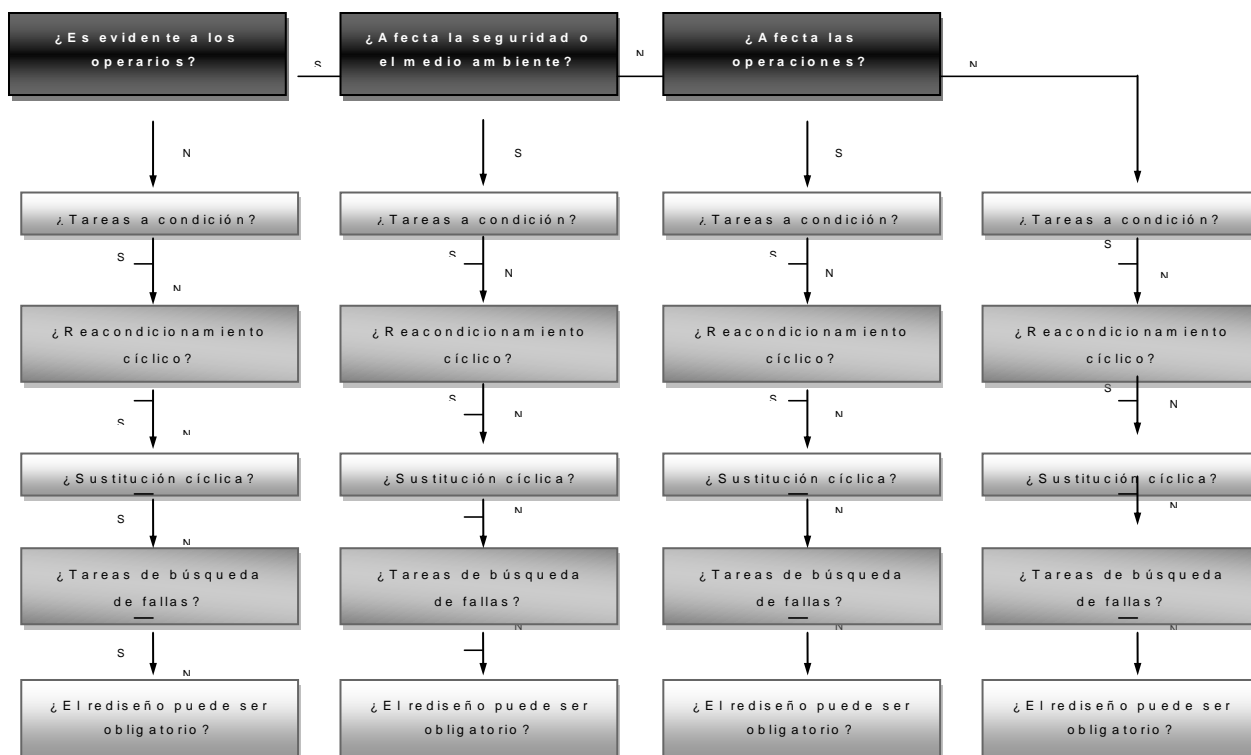 ¿Es evidente a los
operarios?
S
¿Afecta la seguridad o
el medio ambiente?
N
¿Afecta las
operaciones?
N
N
S
S
¿Tareas a condición?
¿Tareas a condición?
¿Tareas a condición?
¿Tareas a condición?
S
N
S
N
S
N
S
N
¿Reacondicionamiento
cíclico?
¿Reacondicionamiento
cíclico?
¿Reacondicionamiento
cíclico?
¿Reacondicionamiento
cíclico?
S
N
S
N
S
N
S
N
¿Sustitución cíclica?
¿Sustitución cíclica?
¿Sustitución cíclica?
¿Sustitución cíclica?
S
N
N
N
N
¿Tareas de búsqueda
de fallas?
¿Tareas de búsqueda
de fallas?
¿Tareas de búsqueda
de fallas?
¿Tareas de búsqueda
de fallas?
S
N
N
N
N
¿El rediseño puede ser
obligatorio?
¿El rediseño puede ser
obligatorio?
¿El rediseño puede ser
obligatorio?
¿El rediseño puede ser
obligatorio?